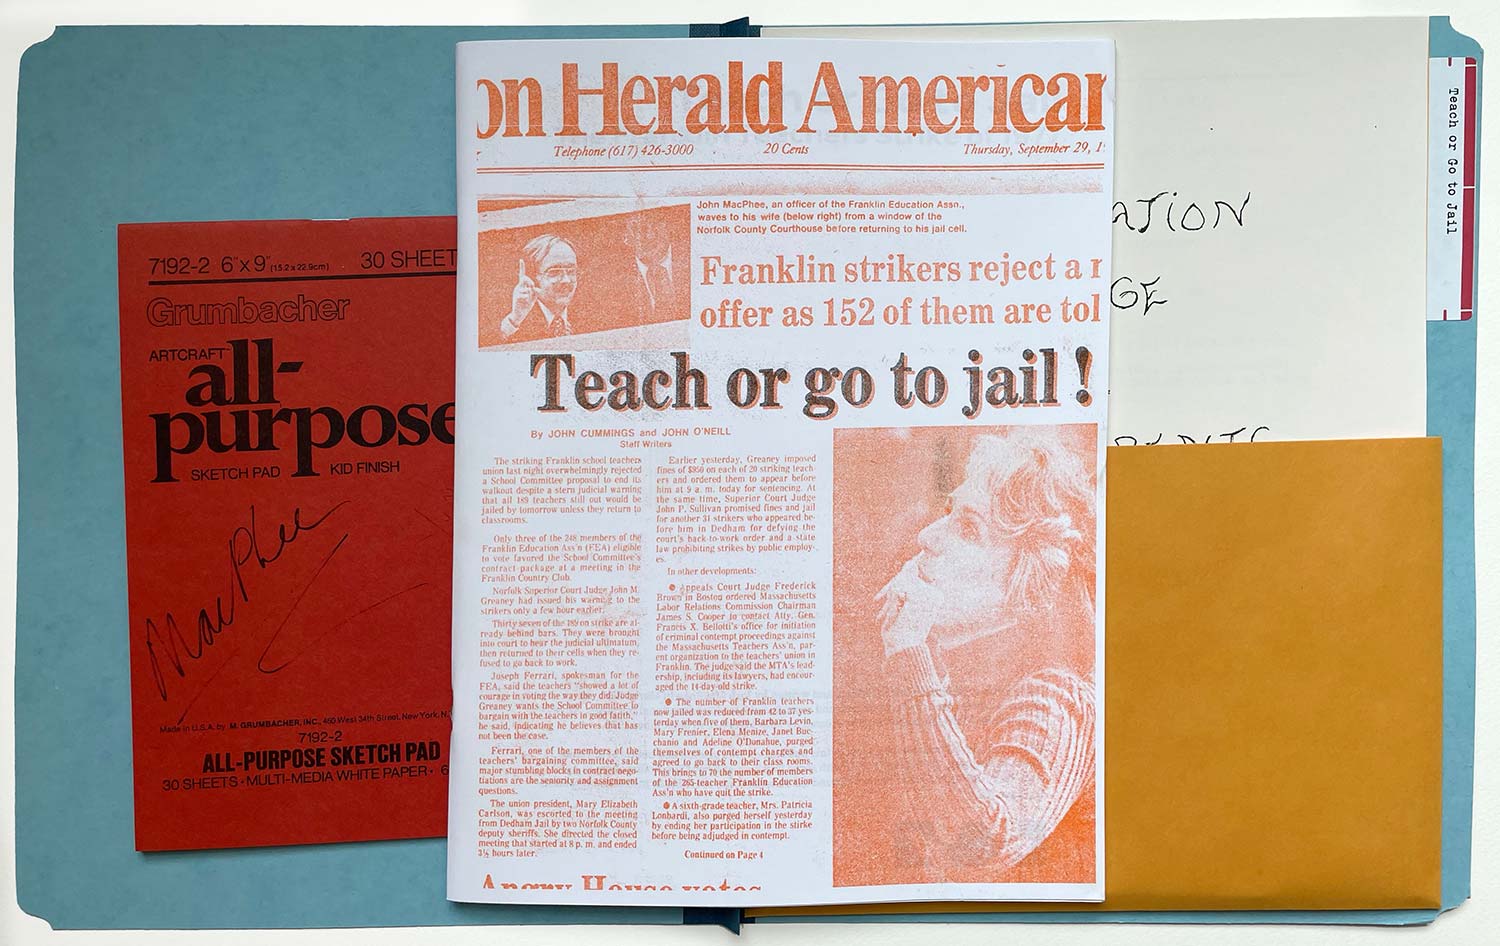 7192-2 6"x9" (15.2 x 22.9cm) 30 SHEET
Grumbacher
ARTCRAFT
all-
purpose
SKETCH PAD KID FINISH
MacPhee
Made in U.S.A. by M. GRUMBACHER, INC., 460 West 34th Street, New York, N.
7192-2
ALL-PURPOSE SKETCH PAD
30 SHEETS • MULTI-MEDIA WHITE PAPER • 6
on Herald American
Telephone (617) 426-3000 20 Cents Thursday, September 29, 1
John MacPhee, an officer of the Franklin Education Assn.,
waves to his wife (below right) from a window of the
Norfolk County Courthouse before returning to his jail cell.
Franklin strikers reject a
offer as 152 of them are tol
Teach or go to jail!
By JOHN CUMMINGS and JOHN O'NEILL
Staff Writers
The striking Franklin school teachers
union last night overwhelmingly rejected
a School Committee proposal to end its
walkout despite a stern judicial warning
that all 189 teachers still out would be
jailed by tomorrow unless they return to
classrooms.
Only three of the 248 members of the
Franklin Education Ass'n (FEA) eligible
to vote favored the School Committee's
contract package at a meeting in the
Franklin Country Club.
Norfolk Superior Court Judge John M.
Greaney had issued his warning to the
strikers only a few hour earlier.
Thirty seven of the 189 on strike are al-
ready behind bars. They were brought
into court to hear the judicial ultimatum,
then returned to their cells when they re-
fused to go back to work.
Joseph Ferrari, spokesman for the
FEA, said the teachers "showed a lot of
courage in voting the way they did. Judge
Greaney wants the School Committee to
bargain with the teachers in good faith,"
he said, indicating he believes that has
not been the case.
Ferrari, one of the members of the
teachers' bargaining committee, said
major stumbling blocks in contract nego-
tiations are the seniority and assignment
questions.
The union president, Mary Elizabeth
Carlson, was escorted to the meeting
from Dedham Jail by two Norfolk County
deputy sheriffs. She directed the closed
meeting that started at 8 p. m. and ended
3½ hours later.
Earlier yesterday, Greaney imposed
fines of $950 on each of 20 striking teach-
ers and ordered them to appear before
him at 9 a. m. today for sentencing. At
the same time, Superior Court Judge
John P. Sullivan promised fines and jail
for another 31 strikers who appeared be-
fore him in Dedham for defying the
court's back-to-work order and a state
law prohibiting strikes by public employ-
es.
In other developments:
● Appeals Court Judge Frederick
Brown in Boston ordered Massachusetts
Labor Relations Commission Chairman
James S. Cooper to contact Atty. Gen.
Francis X. Bellotti's office for initiation
of criminal contempt proceedings against
the Massachusetts Teachers Ass'n, par-
ent organization to the teachers' union in
Franklin. The judge said the MTA's lead-
ership, including its lawyers, had encour-
aged the 14-day-old strike.
● The number of Franklin teachers
now jailed was reduced from 42 to 37 yes-
terday when five of them, Barbara Levin,
Mary Frenier, Elena Menize, Janet Buc-
chanio and Adeline O'Donahue, purged
themselves of contempt charges and
agreed to go back to their class rooms.
This brings to 70 the number of members
of the 265-teacher Franklin Education
Ass'n who have quit the strike.
● A sixth-grade teacher, Mrs. Patricia
Lonbardi, also purged herself yesterday
by ending her participation in the stirke
before being adjudged in contempt.
Continued on Page 4
Angry House votes
ATION
GE
Teach or Go to Jail